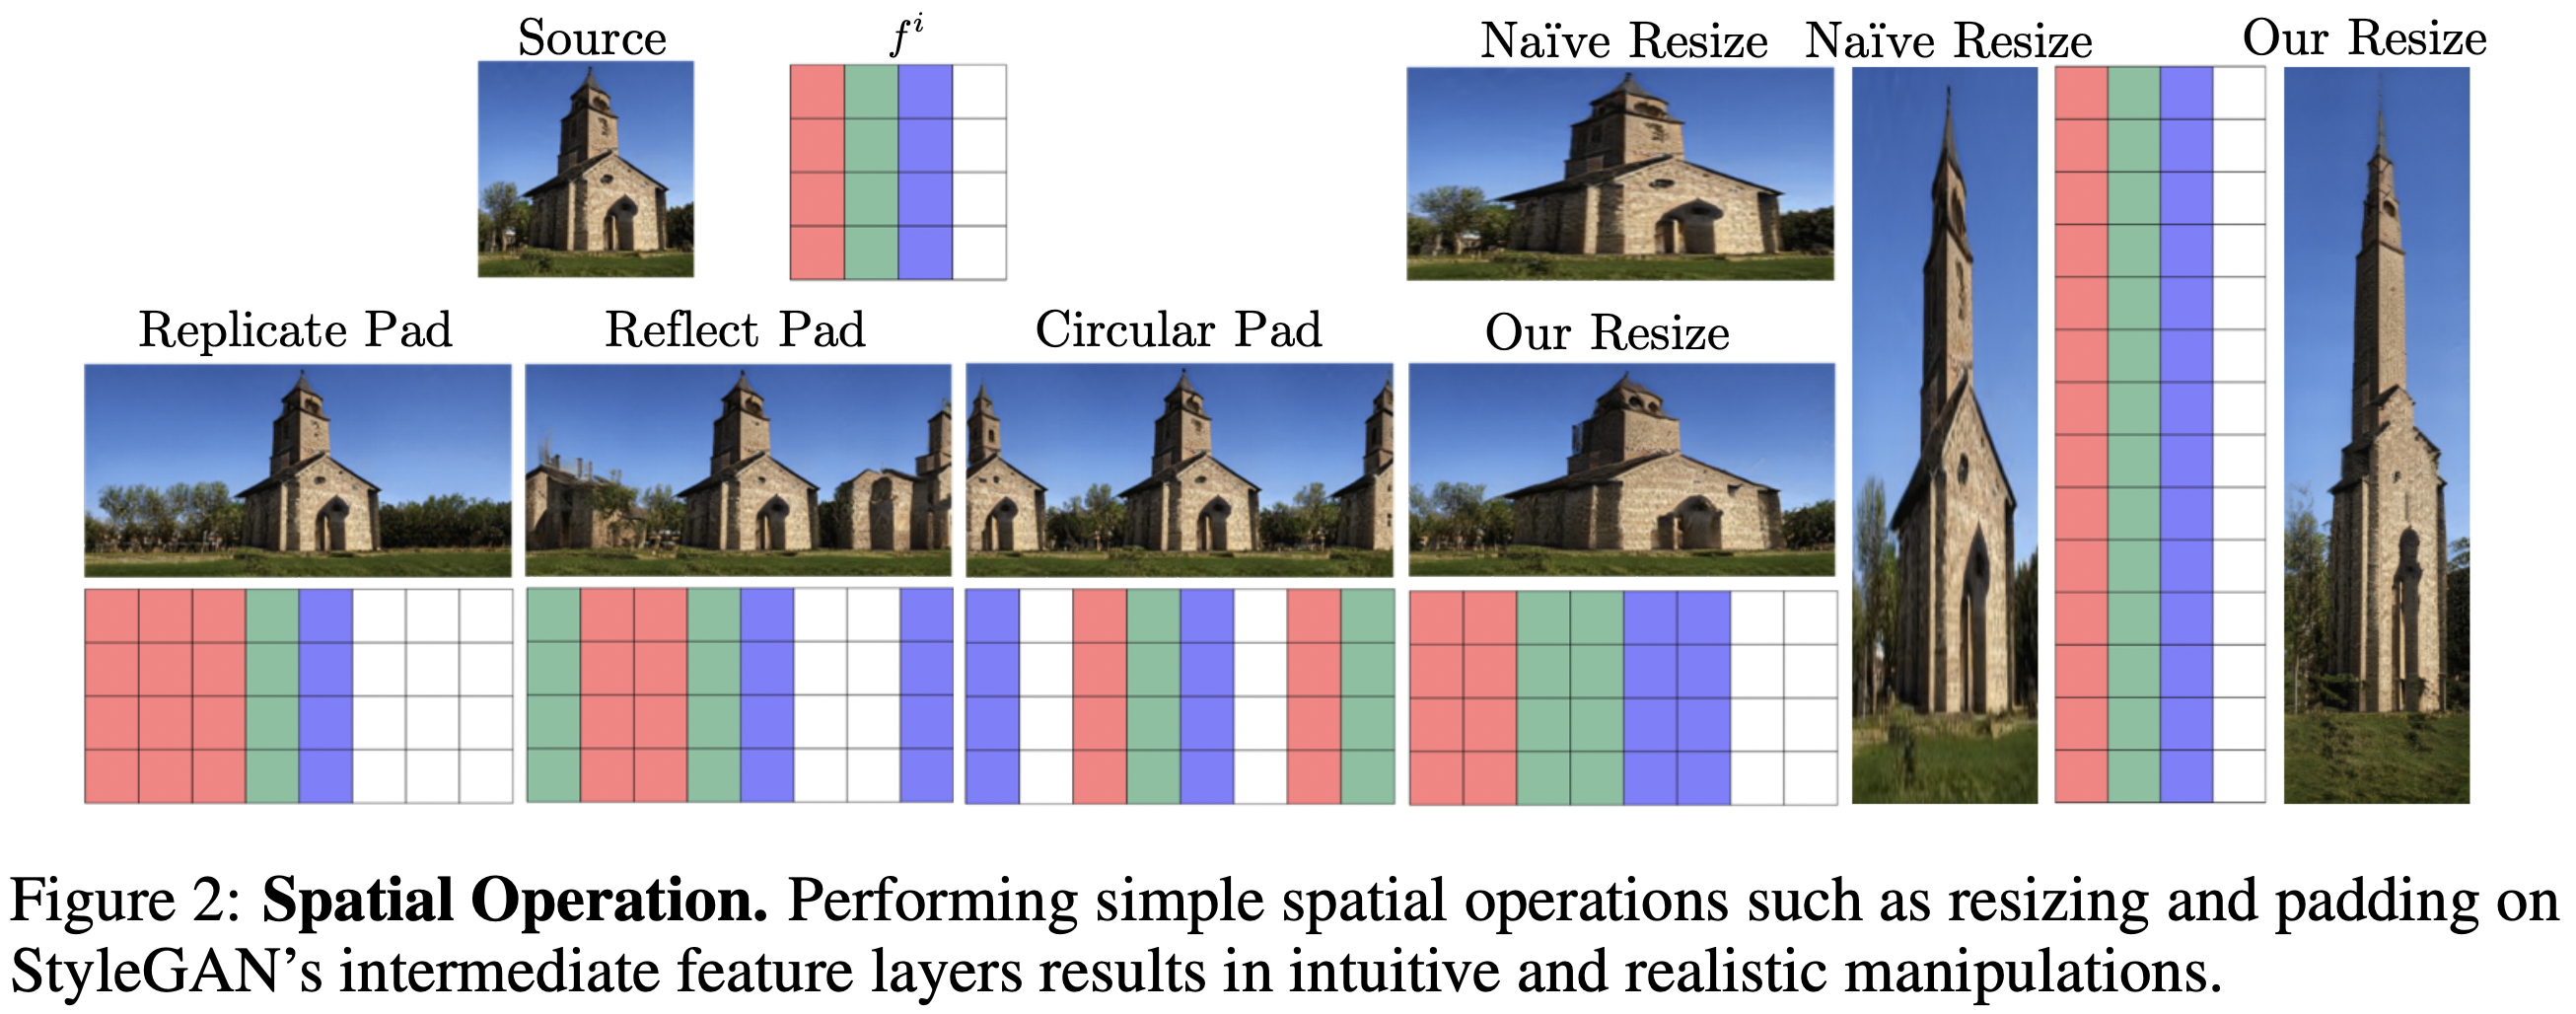 Source
f^i
Naïve Resize
Naïve Resize
Our Resize
Replicate Pad
Reflect Pad
Circular Pad
Our Resize
Figure 2: Spatial Operation. Performing simple spatial operations such as resizing and padding on
StyleGAN’s intermediate feature layers results in intuitive and realistic manipulations.